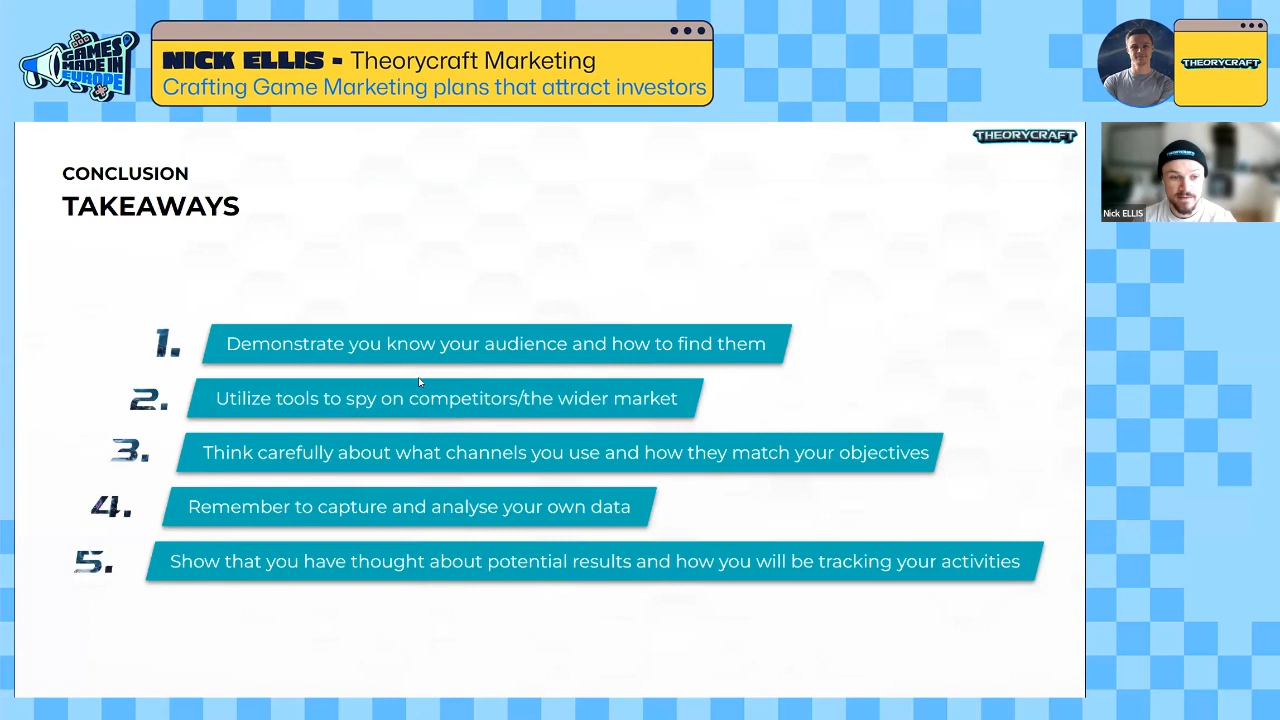 GAMES
MADE IN
EUROPE
NICK ELLIS - Theorycraft Marketing
Crafting Game Marketing plans that attract investors
THEORYCRAFT
THEORYCRAFT
CONCLUSION
TAKEAWAYS
Nick ELLIS
1. Demonstrate you know your audience and how to find them
2. Utilize tools to spy on competitors/the wider market
3. Think carefully about what channels you use and how they match your objectives
4. Remember to capture and analyse your own data
5. Show that you have thought about potential results and how you will be tracking your activities